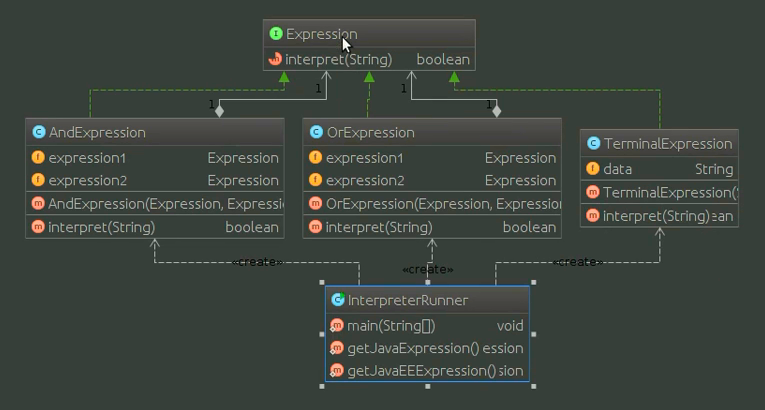 Expression
interpret(String) boolean
1 1
1 1
AndExpression
expression1 Expression
expression2 Expression
AndExpression(Expression, Expressi
interpret(String) boolean
OrExpression
expression1 Expression
expression2 Expression
OrExpression(Expression, Expression
interpret(String) boolean
TerminalExpression
data String
TerminalExpression(
interpret(String) ean
«create» «create» «create»
InterpreterRunner
main(String[]) void
getJavaExpression() ession
getJavaEEExpression() sion